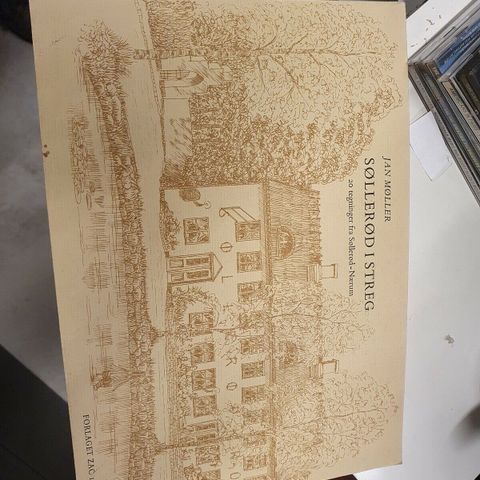 JAN MØLLER
SØLLERØD I STREG
20 tegninger fra Søllerød-Nærum
FORLAGET ZAC